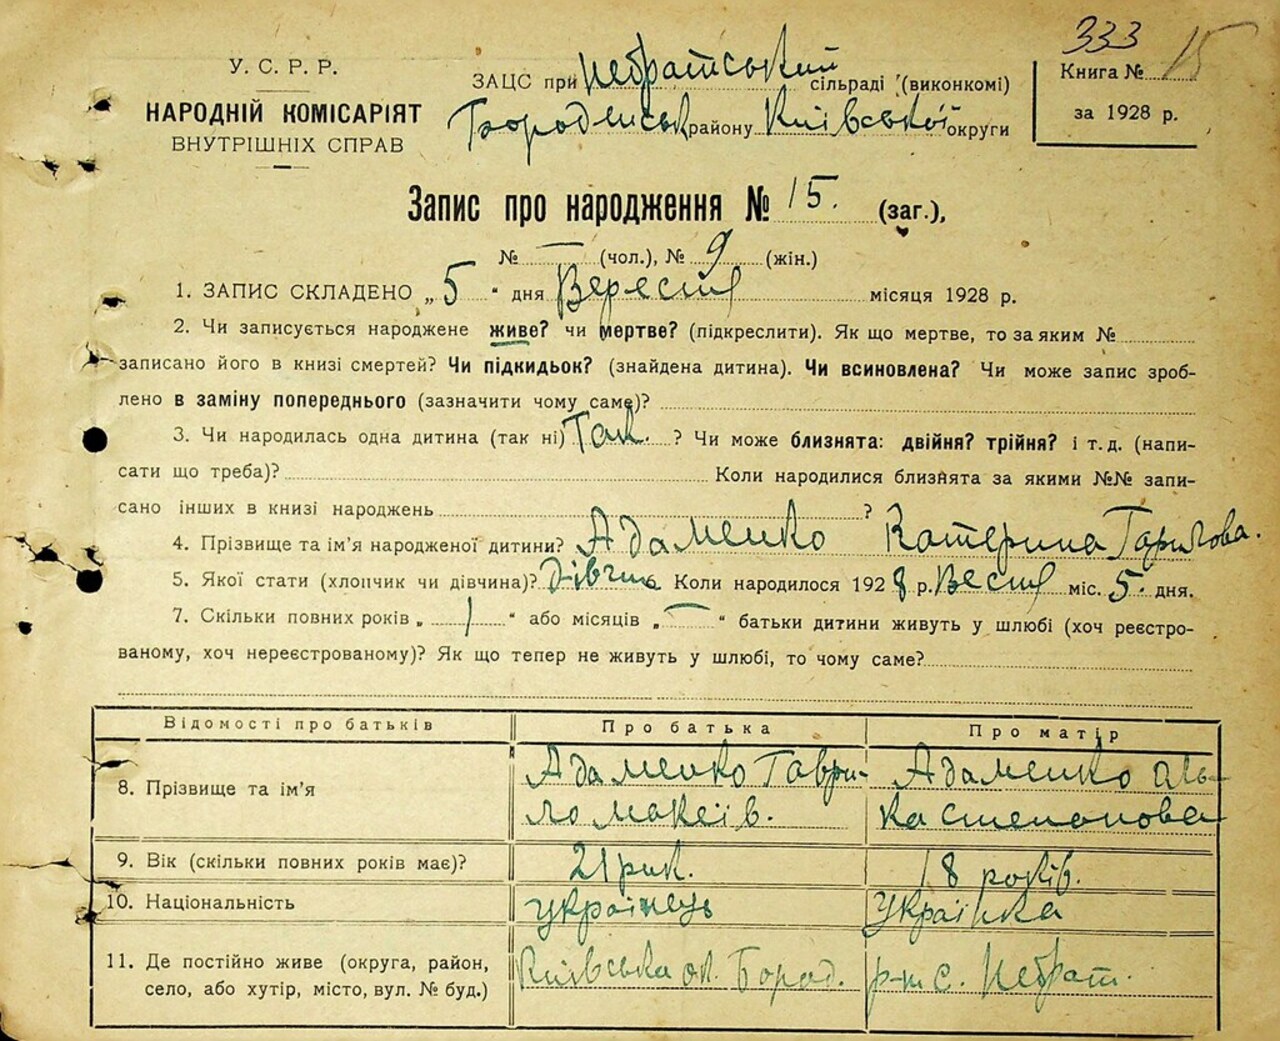 333 15
У. С. Р. Р.
НАРОДНІЙ КОМІСАРІЯТ
ВНУТРІШНІХ СПРАВ
ЗАЦС при Небратський сільраді (виконкомі)
Бородянськ району Київської округи
Книга №
за 1928 р.
Запис про народження № 15. (заг.),
№ — (чол.), № 9 (жін.)
1. ЗАПИС СКЛАДЕНО „ 5 “ дня Вересня місяця 1928 р.
2. Чи записується народжене живе? чи мертве? (підкреслити). Як що мертве, то за яким №
записано його в книзі смертей? Чи підкидьок? (знайдена дитина). Чи всиновлена? Чи може запис зроб-
лено в заміну попереднього (зазначити чому саме)?
3. Чи народилась одна дитина (так ні) Так. ? Чи може близнята: двійня? трійня? і т. д. (напи-
сати що треба)? Коли народилися близнята за якими №№ запи-
сано інших в книзі народжень ?
4. Прізвище та ім’я народженої дитини? Адаменко Катерина
5. Якої стати (хлопчик чи дівчина)? Дівчина Коли народилося 1928 р. міс. 5. дня.
7. Скільки повних років „ 1 “ або місяців „ — “ батьки дитини живуть у шлюбі (хоч реєстро-
ваному, хоч нереєстрованому)? Як що тепер не живуть у шлюбі, то чому саме?
Відомості про батьків Про батька Про матір
8. Прізвище та ім’я
Адаменко Гаври-
ло Макеїв.
Адаменко Оль-
ка Степанова
9. Вік (скільки повних років має)? 21 рик. 18 років.
10. Національність українець Українка
11. Де постійно живе (округа, район,
село, або хутір, місто, вул. № буд.)
Київська ок. Бород. р-н с. Небрат.